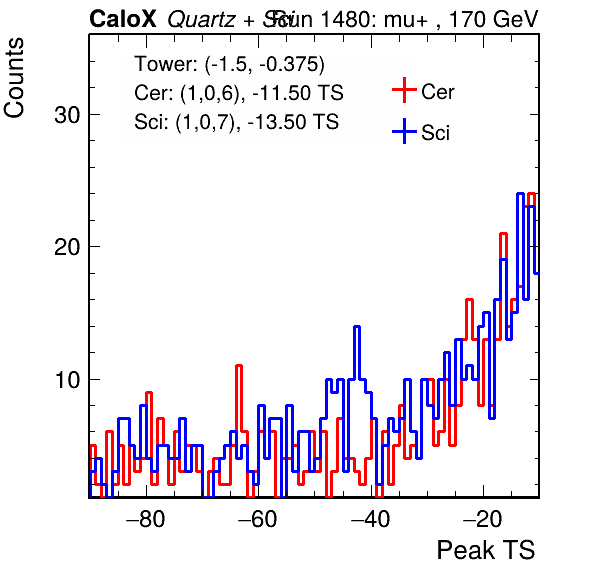 CaloX Quartz + Sci Run 1480: mu+ , 170 GeV
Tower: (-1.5, -0.375)
Cer: (1,0,6), -11.50 TS
Sci: (1,0,7), -13.50 TS
Cer
Sci
Counts
30
20
10
−80 −60 −40 −20
Peak TS